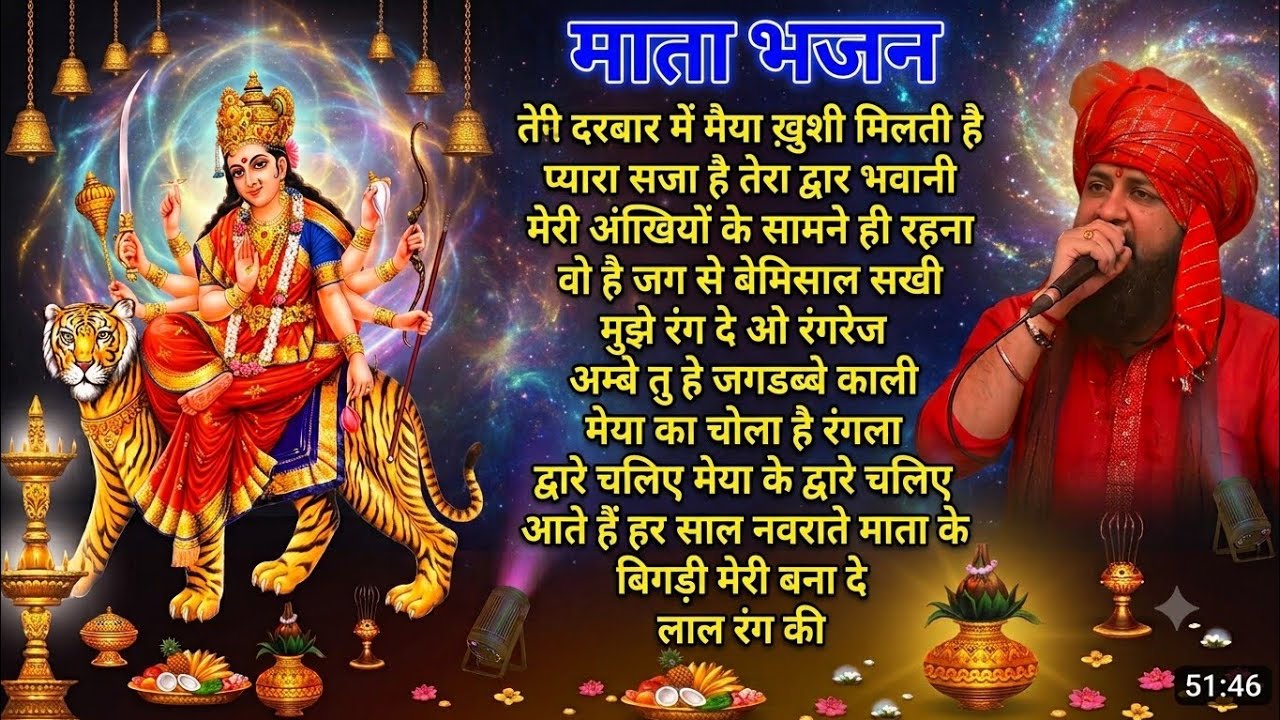 माता भजन
तेरी दरबार में मैया ख़ुशी मिलती है
प्यारा सजा है तेरा द्वार भवानी
मेरी अंखियों के सामने ही रहना
वो है जग से बेमिसाल सखी
मुझे रंग दे ओ रंगरेज
अम्बे तु हे जगडब्बे काली
मेया का चोला है रंगला
द्वारे चलिए मेया के द्वारे चलिए
आते हैं हर साल नवराते माता के
बिगड़ी मेरी बना दे
लाल रंग की
51:46